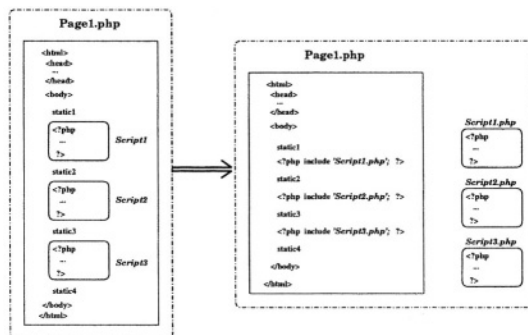 Page1.php
<html>
<head>
...
</head>
<body>
static1
<?php
...
?>
Script1
static2
<?php
...
?>
Script2
static3
<?php
...
?>
Script3
static4
</body>
</html>
Page1.php
<html>
<head>
...
</head>
<body>
static1
<?php include 'Script1.php'; ?>
static2
<?php include 'Script2.php'; ?>
static3
<?php include 'Script3.php'; ?>
static4
</body>
</html>
Script1.php
<?php
...
?>
Script2.php
<?php
...
?>
Script3.php
<?php
...
?>